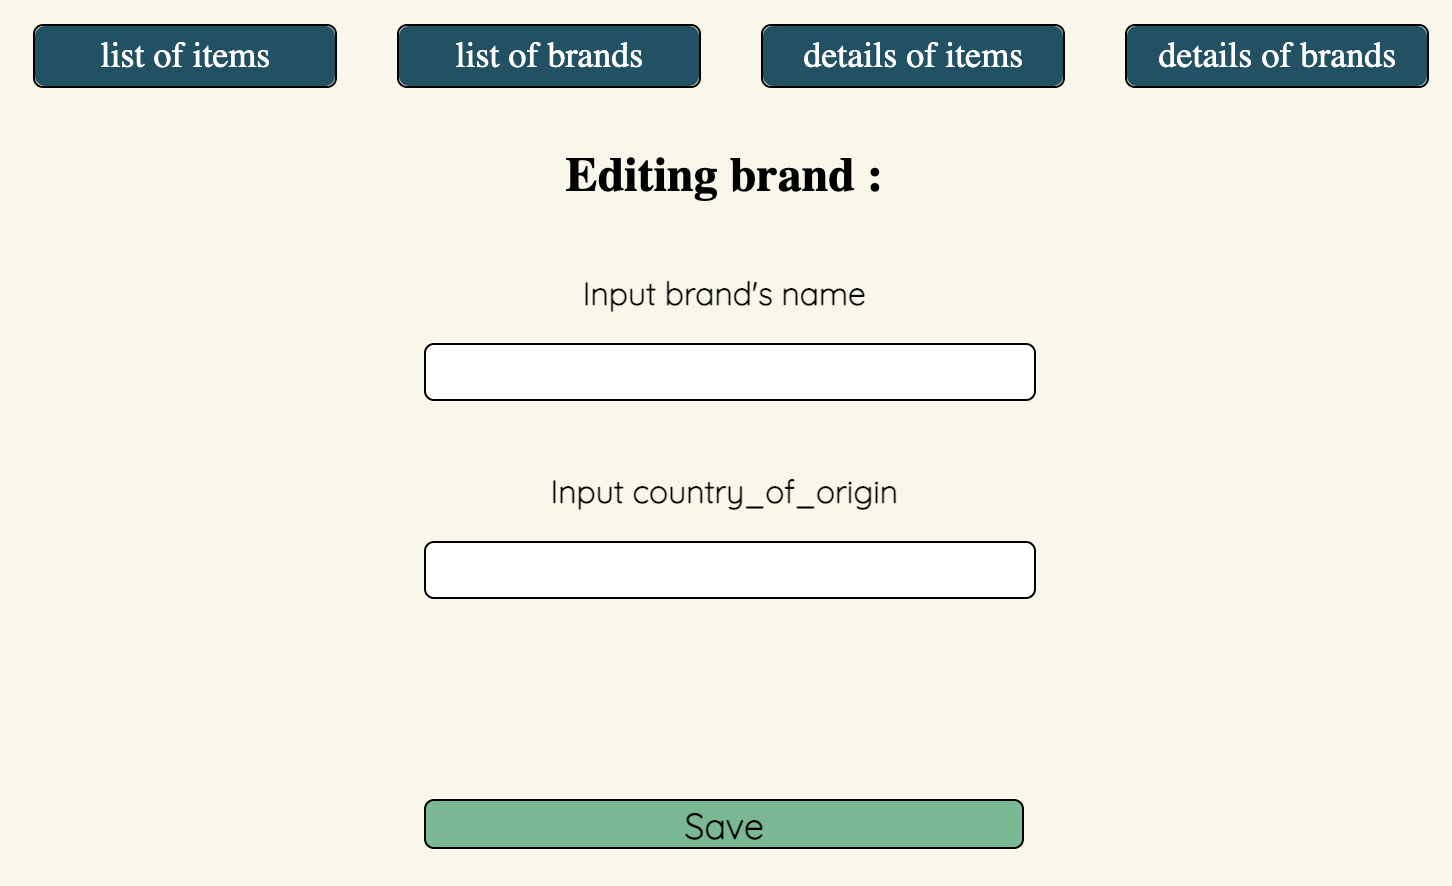 list of items
list of brands
details of items
details of brands
Editing brand :
Input brand's name
Input country_of_origin
Save